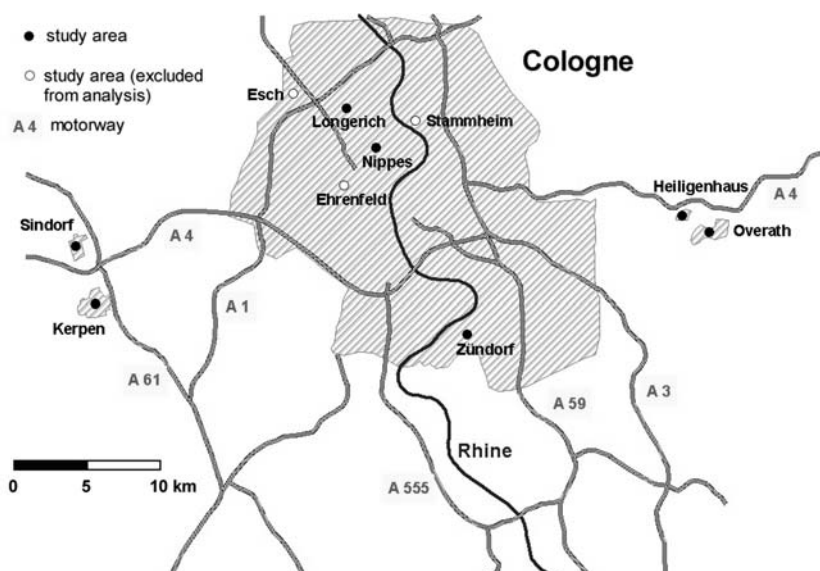 study area
study area (excluded
from analysis)
A 4 motorway
Cologne
Esch
Longerich
Stammheim
Nippes
Ehrenfeld
Heiligenhaus
A 4
Overath
Sindorf
A 4
Kerpen
A 1
Zündorf
A 61
A 59
A 3
Rhine
A 555
0 5 10 km